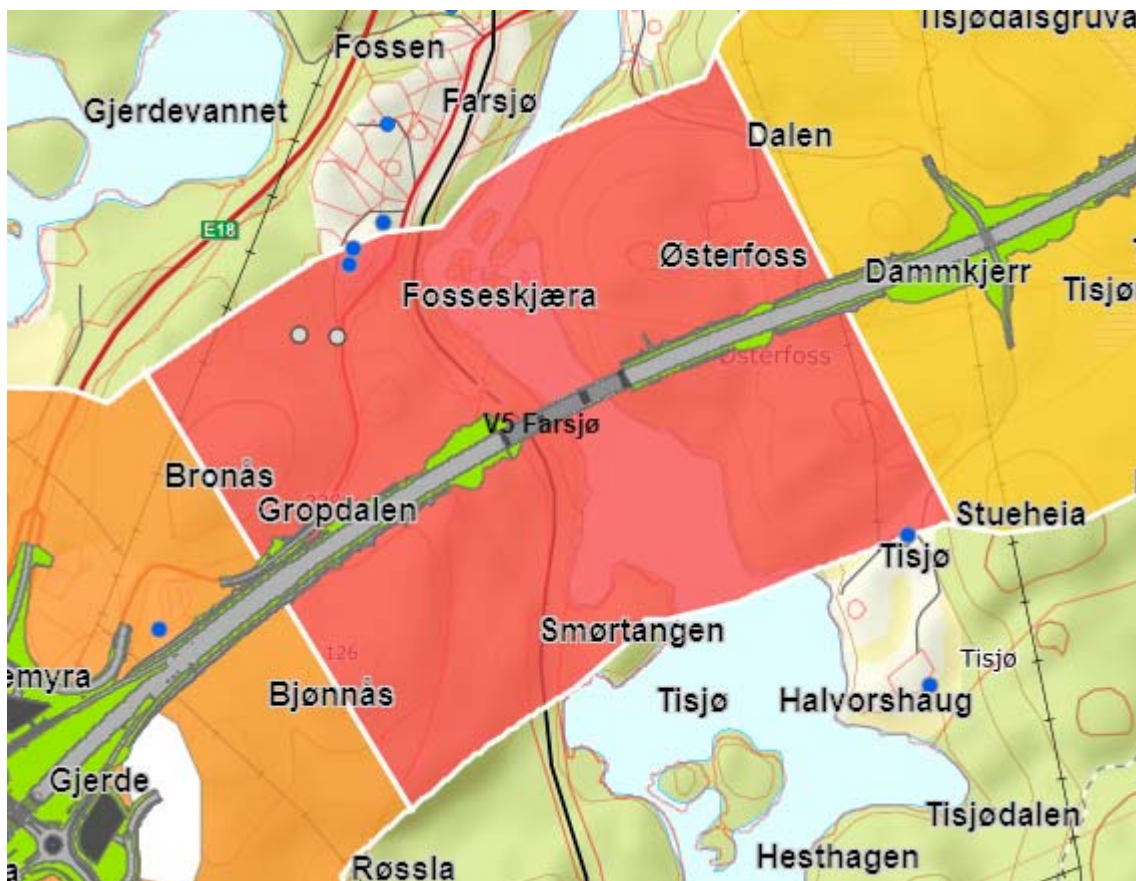 Tisjødalsgruva
Fossen
Farsjø
Gjerdevannet
Dalen
E18
Østerfoss
Dammkjerr
Fosseskjæra
Tisjø
Østerfoss
V5 Farsjø
Bronås
Gropdalen
Stueheia
Tisjø
Smørtangen
126
Tisjø
emyra
Bjønnås
Tisjø
Halvorshaug
Gjerde
Tisjødalen
Røssla
Hesthagen